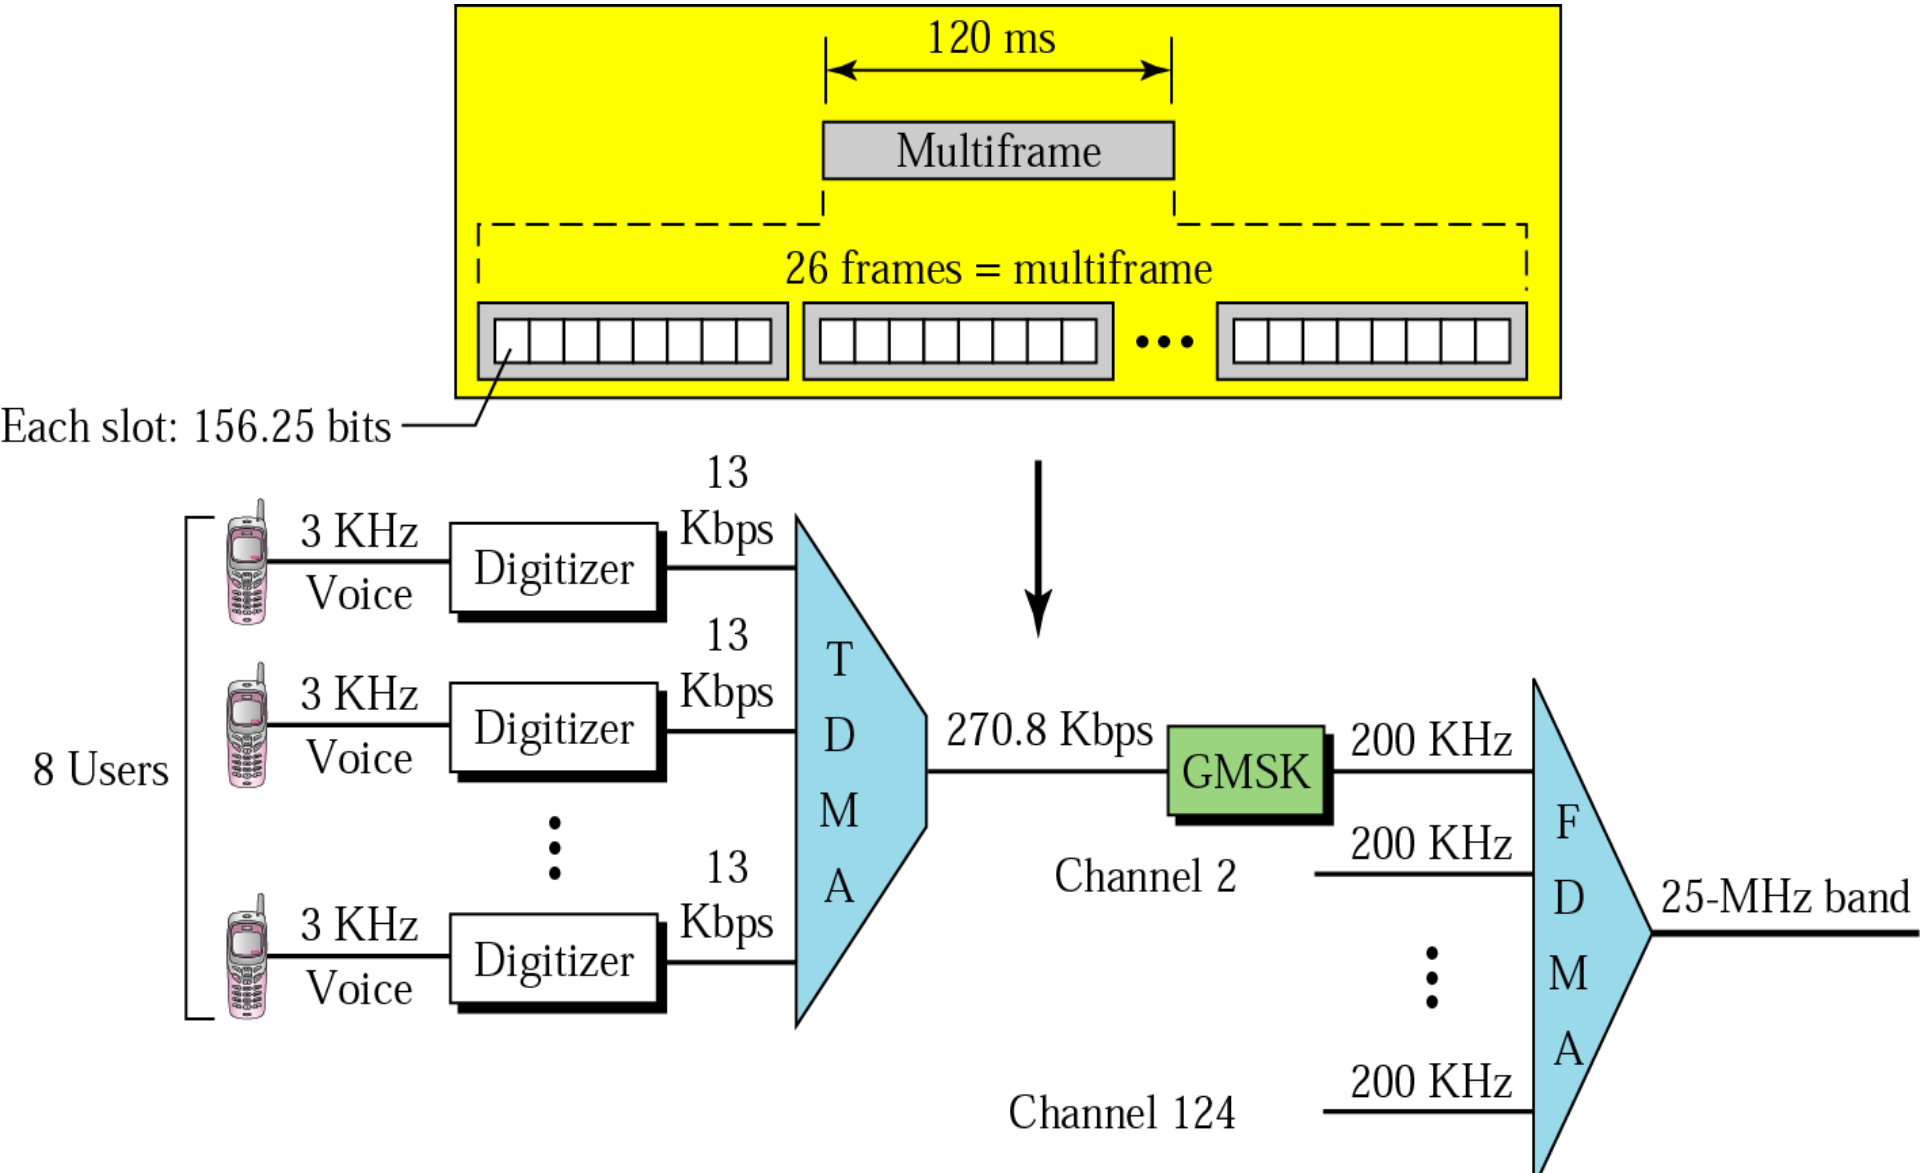 120 ms
Multiframe
26 frames = multiframe
Each slot: 156.25 bits
13
Kbps
3 KHz
Voice
Digitizer
13
Kbps
3 KHz
Voice
Digitizer
8 Users
13
Kbps
3 KHz
Voice
Digitizer
T
D
M
A
270.8 Kbps
GMSK
200 KHz
Channel 2
200 KHz
Channel 124
200 KHz
F
D
M
A
25-MHz band